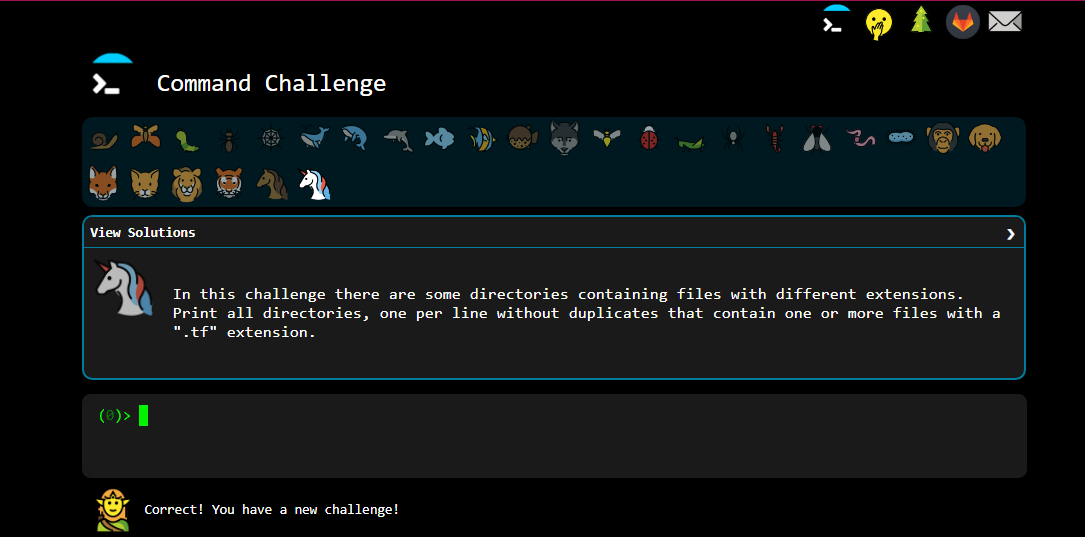 Command Challenge
View Solutions
In this challenge there are some directories containing files with different extensions.
Print all directories, one per line without duplicates that contain one or more files with a
".tf" extension.
(0)>
Correct! You have a new challenge!